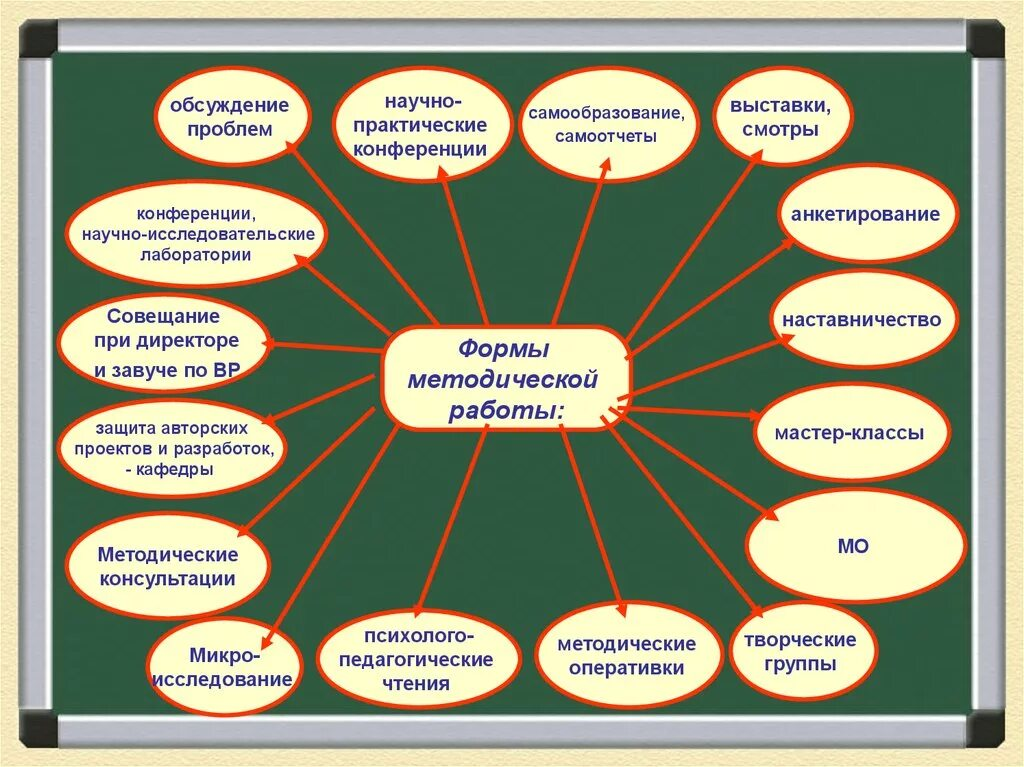 обсуждение
проблем
научно-
практические
конференции
самообразование,
самоотчеты
выставки,
смотры
конференции,
научно-исследовательские
лаборатории
анкетирование
Совещание
при директоре
и завуче по ВР
наставничество
Формы
методической
работы:
защита авторских
проектов и разработок,
- кафедры
мастер-классы
Методические
консультации
МО
Микро-
исследование
психолого-
педагогические
чтения
методические
оперативки
творческие
группы